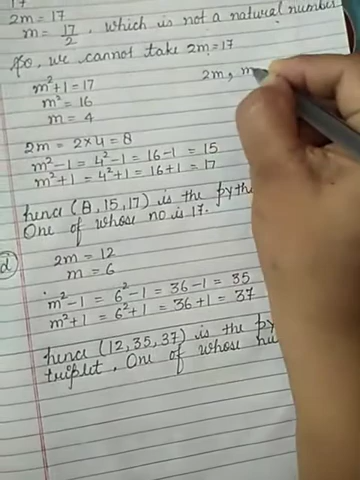 17
2m = 17
m = 17/2, which is not a natural number
So, we cannot take 2m = 17
2m, m
m²+1 = 17
m² = 16
m = 4
2m = 2×4 = 8
m²-1 = 4²-1 = 16-1 = 15
m²+1 = 4²+1 = 16+1 = 17
henc (8,15,17) is the pyth
One of whose no is 17.
d
2m = 12
m = 6
m²-1 = 6²-1 = 36-1 = 35
m²+1 = 6²+1 = 36+1 = 37
henc (12,35,37) is the py
triplet. One of whose nu